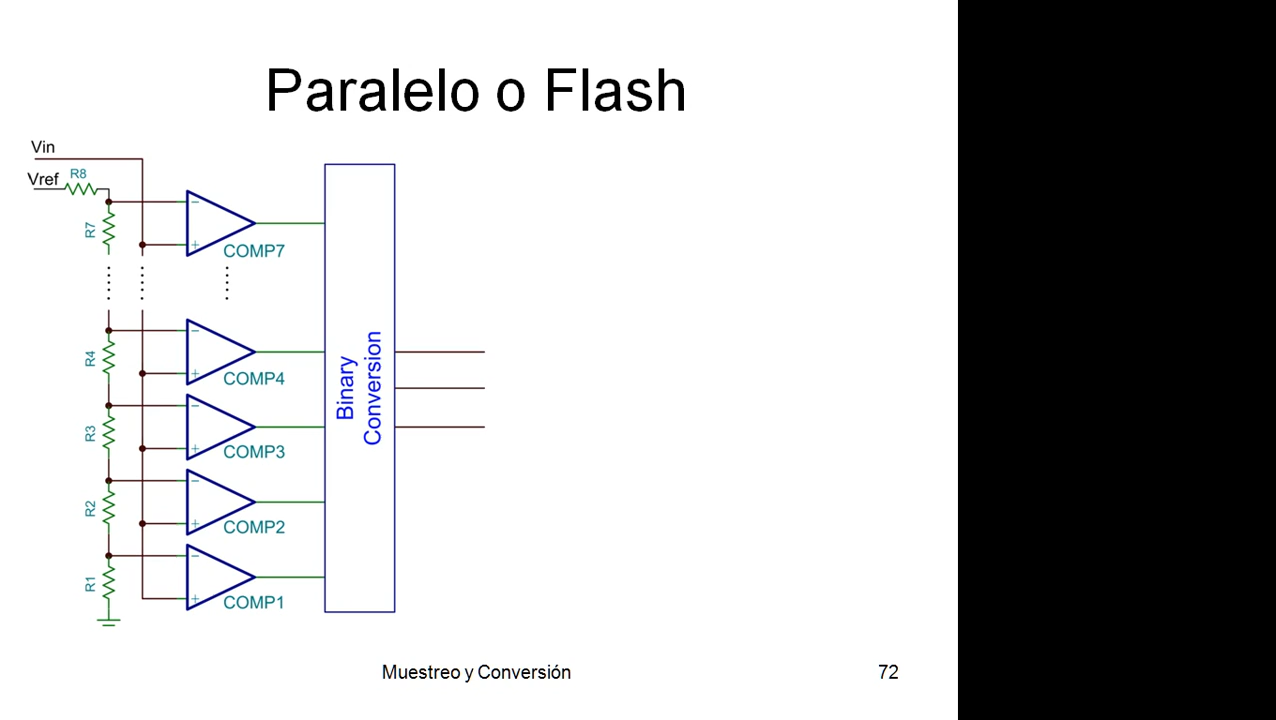 Paralelo o Flash
Vin
Vref
R8
R7
-
+
COMP7
R4
-
+
COMP4
R3
-
+
COMP3
R2
-
+
COMP2
R1
-
+
COMP1
Binary
Conversion
Muestreo y Conversión
72